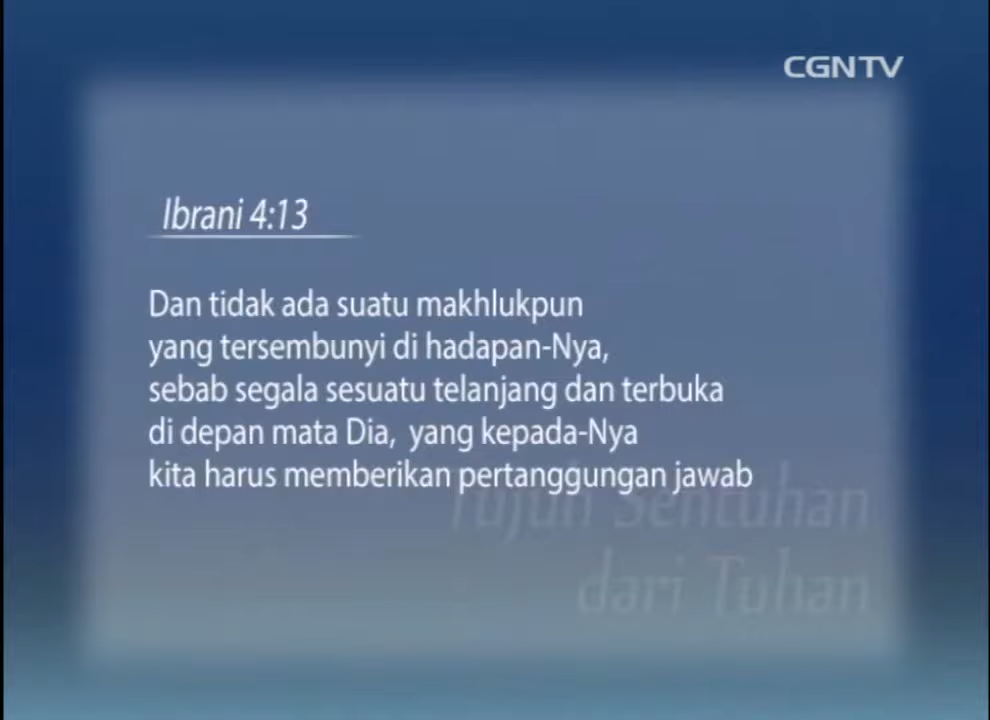 CGNTV
Ibrani 4:13
Dan tidak ada suatu makhlukpun
yang tersembunyi di hadapan-Nya,
sebab segala sesuatu telanjang dan terbuka
di depan mata Dia, yang kepada-Nya
kita harus memberikan pertanggungan jawab
Tujuh Sentuhan
dari Tuhan